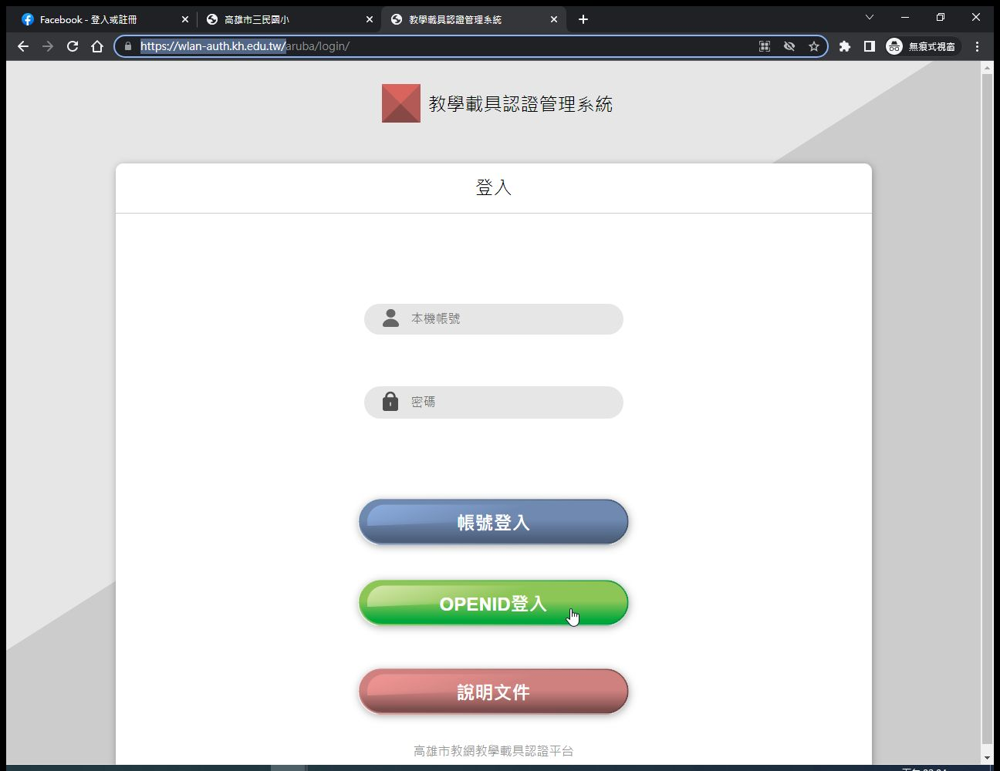 Facebook - 登入或註冊
高雄市三民國小
教學載具認證管理系統
https://wlan-auth.kh.edu.tw/aruba/login/
無痕式視窗
教學載具認證管理系統
登入
本機帳號
密碼
帳號登入
OPENID登入
說明文件
高雄市教網教學載具認證平台